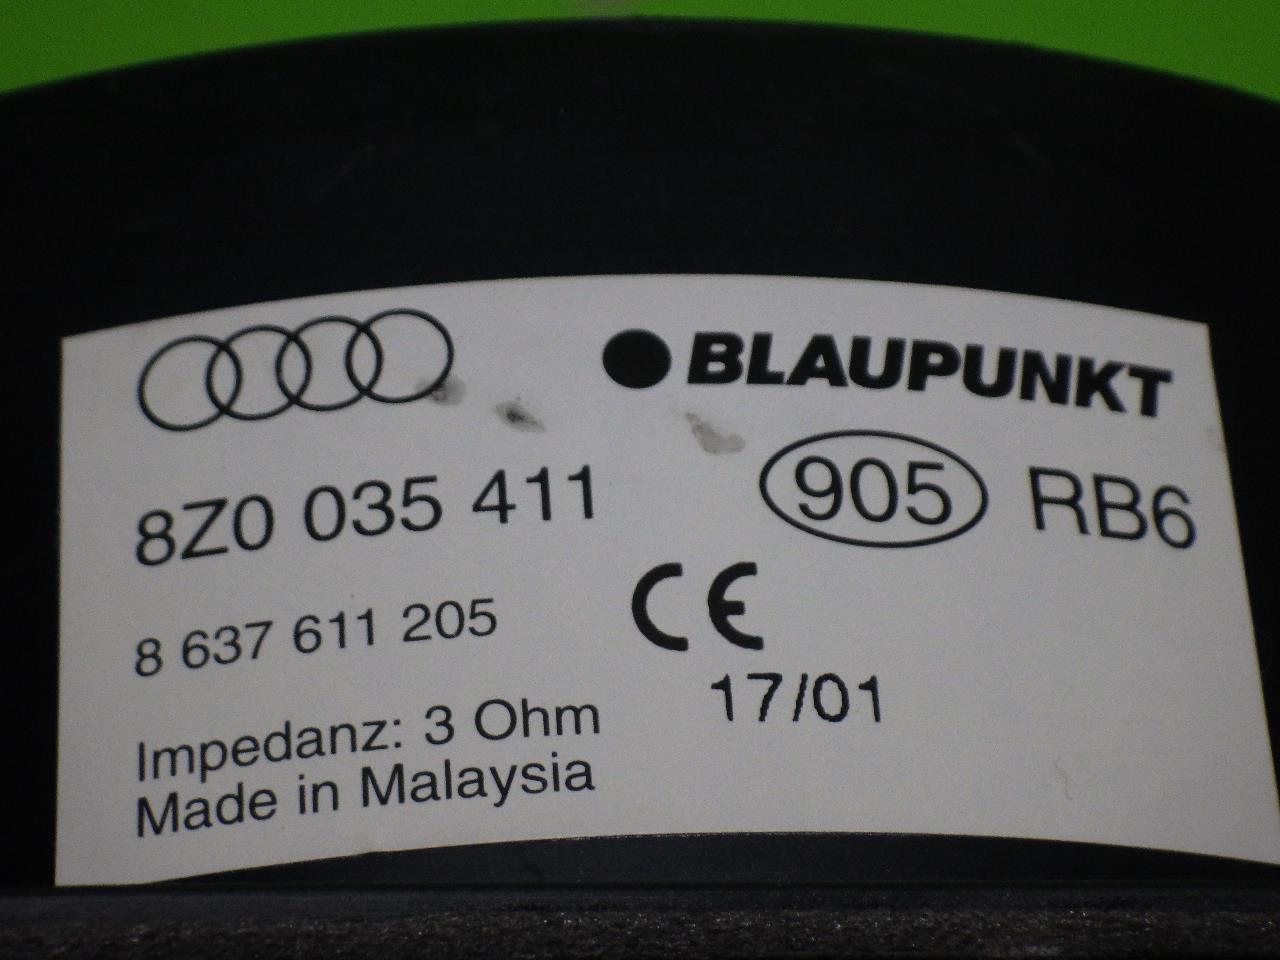 BLAUPUNKT
8Z0 035 411
905 RB6
8 637 611 205
CE
17/01
Impedanz: 3 Ohm
Made in Malaysia